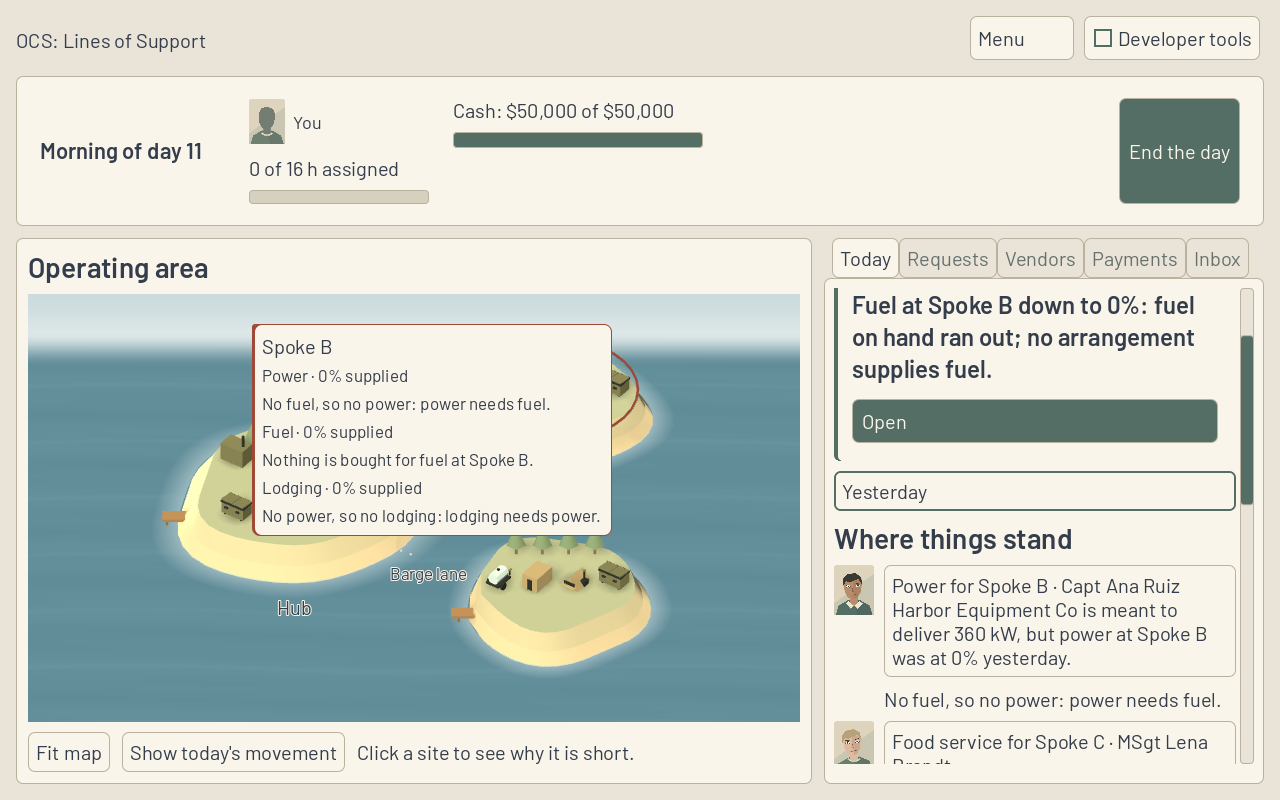 OCS: Lines of Support
Menu
Developer tools
Morning of day 11
You
0 of 16 h assigned
Cash: $50,000 of $50,000
End the day
Operating area
Spoke B
Power · 0% supplied
No fuel, so no power: power needs fuel.
Fuel · 0% supplied
Nothing is bought for fuel at Spoke B.
Lodging · 0% supplied
No power, so no lodging: lodging needs power.
Barge lane
Hub
Fit map
Show today's movement
Click a site to see why it is short.
Today
Requests
Vendors
Payments
Inbox
Fuel at Spoke B down to 0%: fuel
on hand ran out; no arrangement
supplies fuel.
Open
Yesterday
Where things stand
Power for Spoke B · Capt Ana Ruiz
Harbor Equipment Co is meant to
deliver 360 kW, but power at Spoke B
was at 0% yesterday.
No fuel, so no power: power needs fuel.
Food service for Spoke C · MSgt Lena